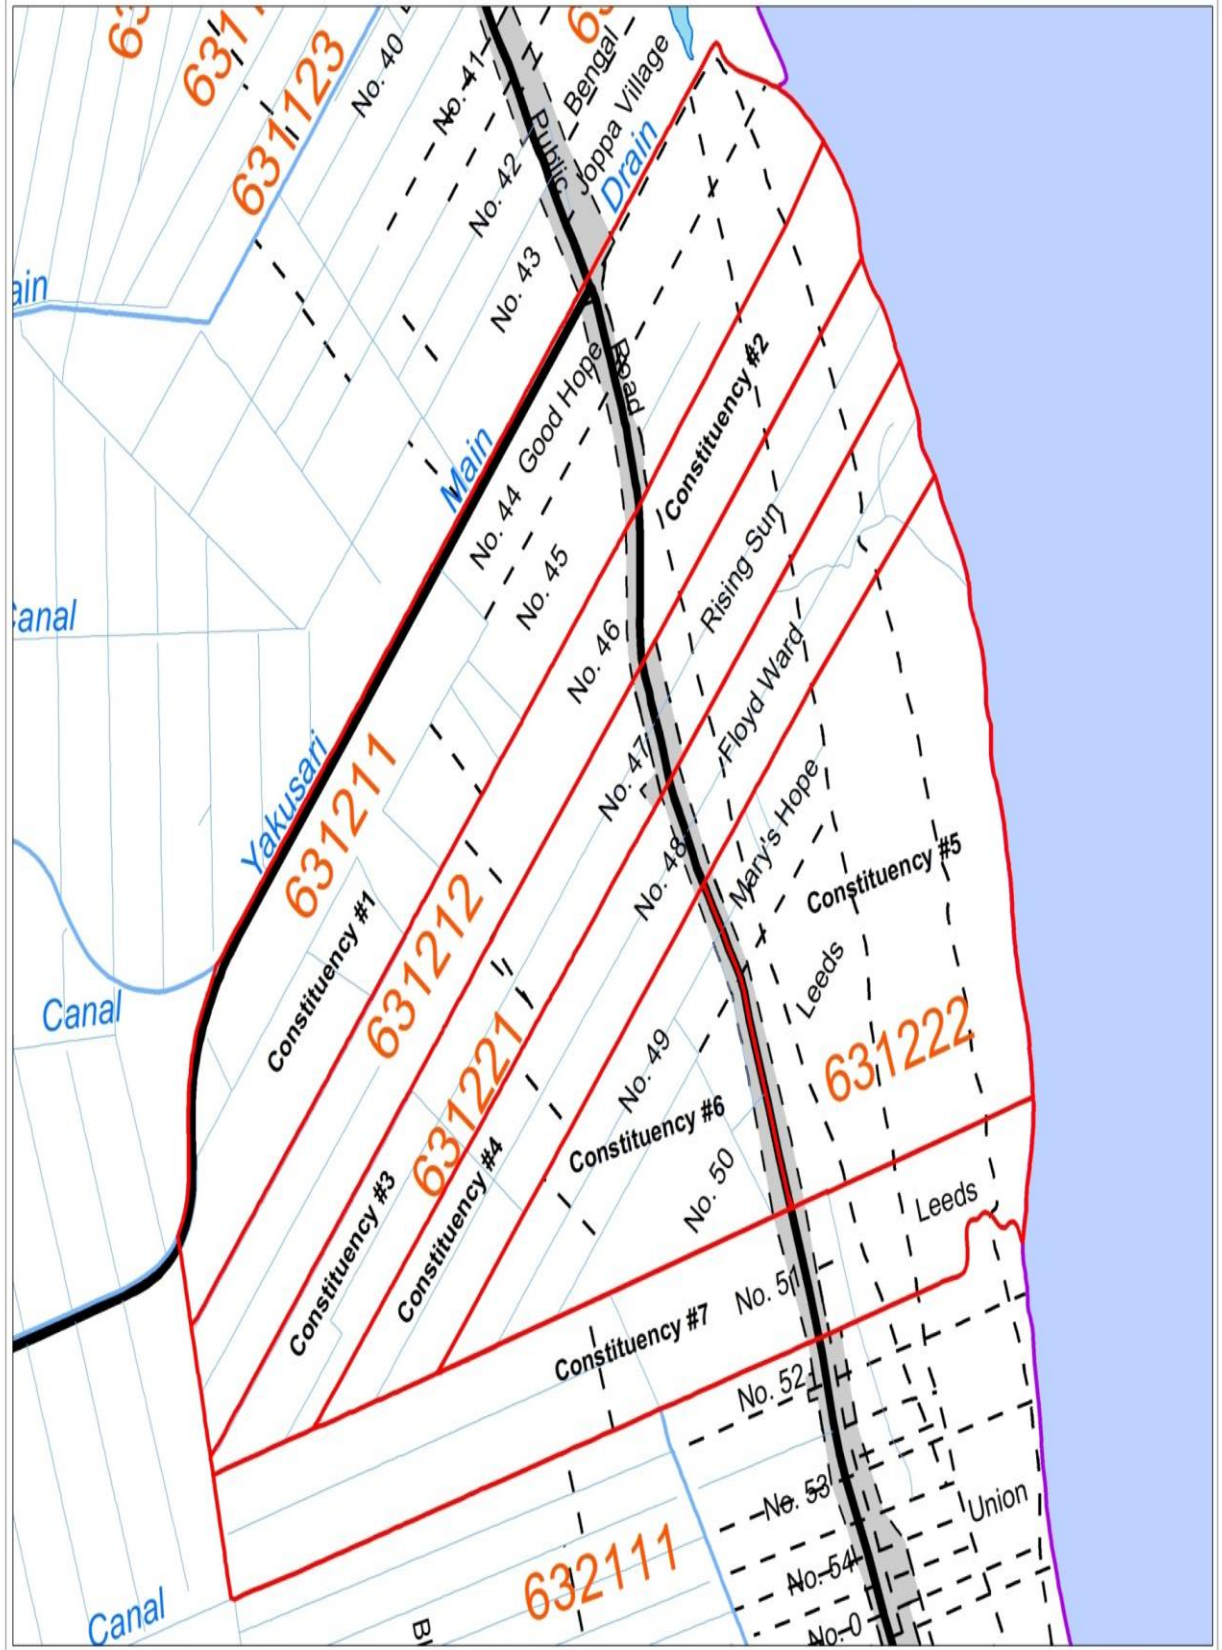 631123
No. 40
No. 41
Bengal
Joppa Village
Public
No. 42
Drain
No. 43
ain
Road
Constituency #2
Good Hope
Main
No. 44
No. 45
Rising Sun
Canal
No. 46
Floyd Ward
No. 47
Yakusari
631211
Mary's Hope
No. 48
Constituency #5
Constituency #1
631212
Leeds
Canal
631221
No. 49
631222
Constituency #6
Constituency #4
Constituency #3
No. 50
Leeds
No. 51
Constituency #7
No. 52
No. 53
Union
632111
No. 54
Canal